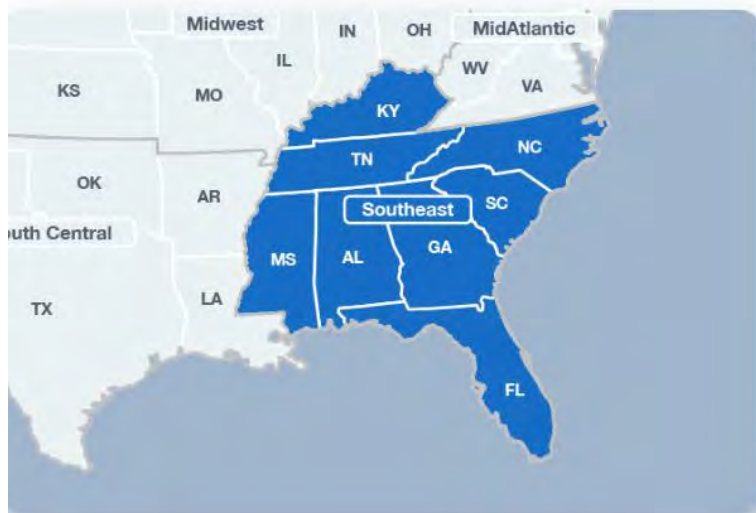 Midwest
IN
OH
MidAtlantic
IL
WV
KS
MO
VA
KY
NC
TN
OK
AR
SC
Southeast
outh Central
GA
MS
AL
LA
TX
FL